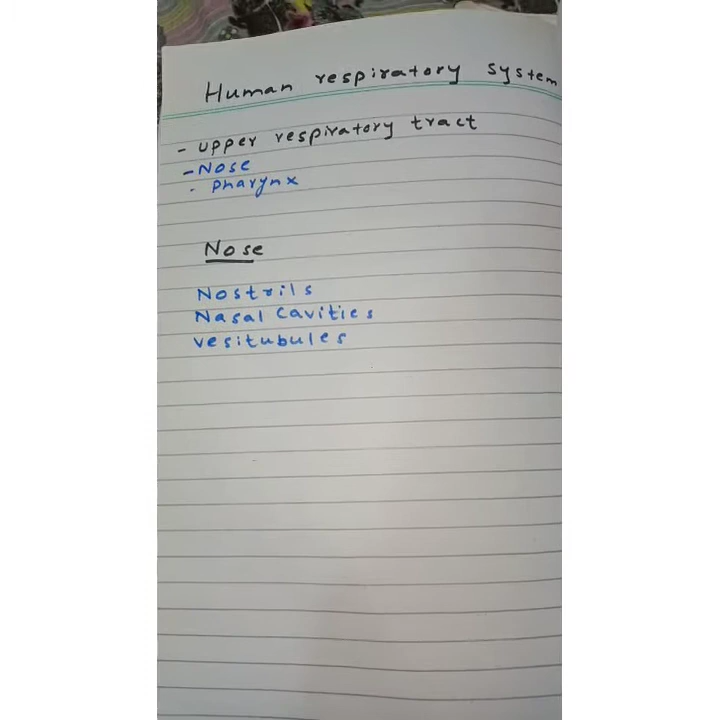 Human respiratory system
- upper respiratory tract
- Nose
- pharynx
Nose
Nostrils
Nasal cavities
vesitubules